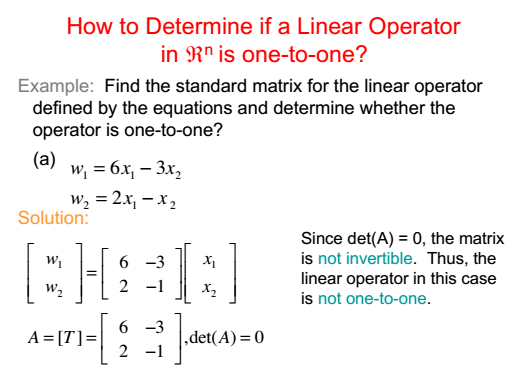 How to Determine if a Linear Operator
in ℜⁿ is one-to-one?
Example: Find the standard matrix for the linear operator
defined by the equations and determine whether the
operator is one-to-one?
(a) w₁ = 6x₁ − 3x₂
w₂ = 2x₁ − x₂
Solution:
[ w₁ ] = [ 6 −3 ] [ x₁ ]
[ w₂ ] [ 2 −1 ] [ x₂ ]
A = [T] = [ 6 −3
2 −1 ], det(A) = 0
Since det(A) = 0, the matrix
is not invertible. Thus, the
linear operator in this case
is not one-to-one.